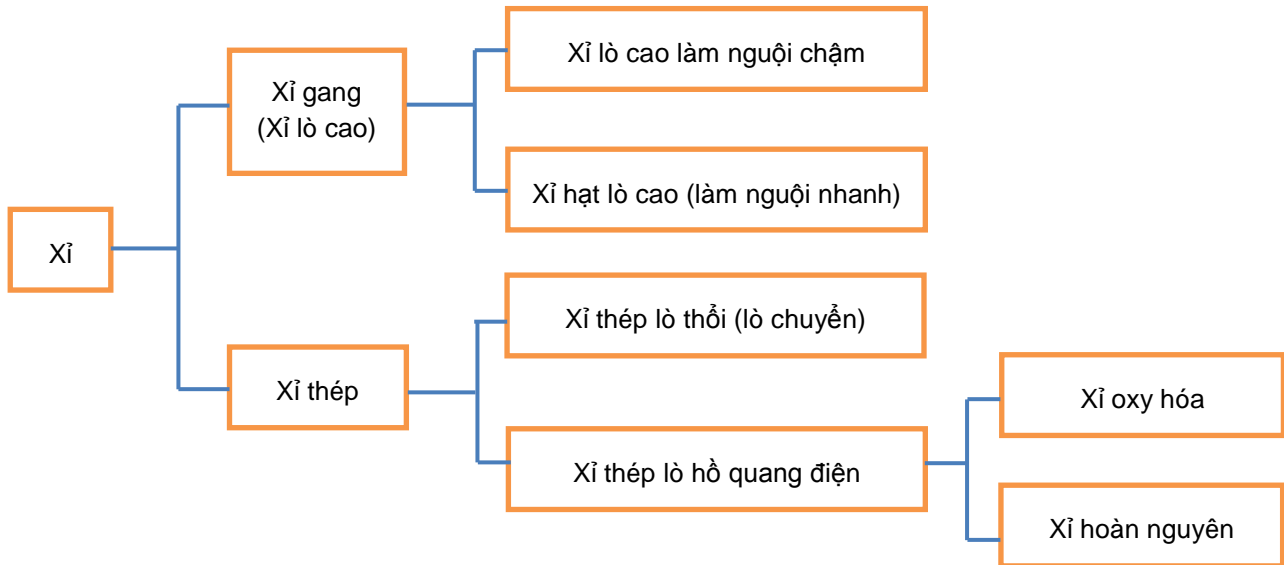 Xỉ
Xỉ gang
(Xỉ lò cao)
Xỉ lò cao làm nguội chậm
Xỉ hạt lò cao (làm nguội nhanh)
Xỉ thép
Xỉ thép lò thổi (lò chuyển)
Xỉ thép lò hồ quang điện
Xỉ oxy hóa
Xỉ hoàn nguyên